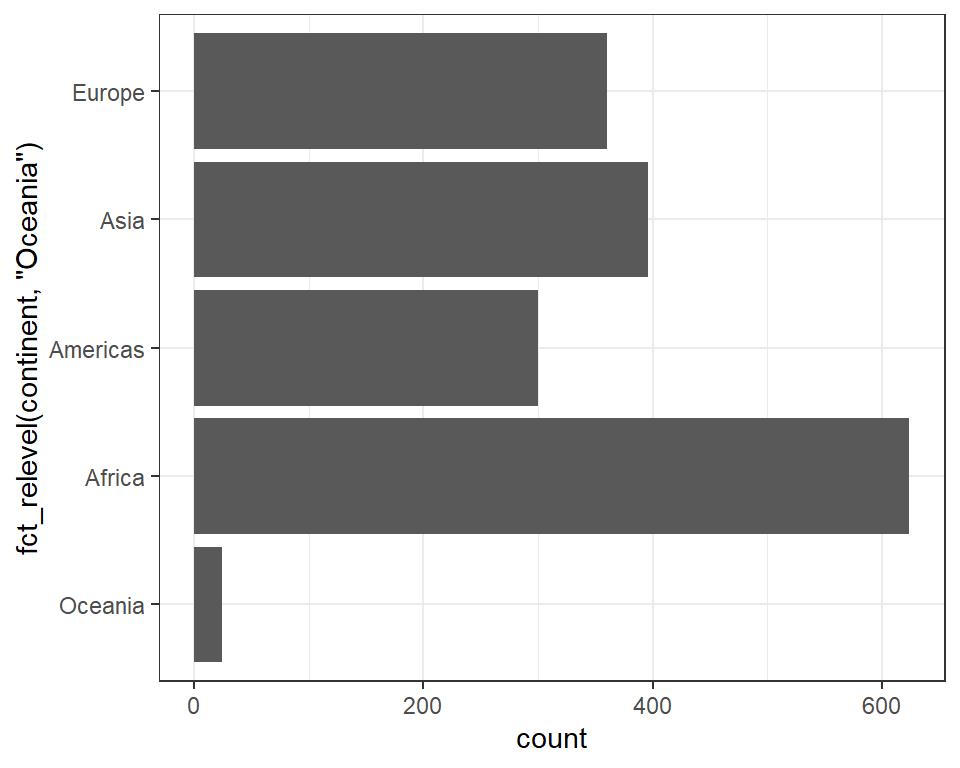 fct_relevel(continent, "Oceania")
Europe
Asia
Americas
Africa
Oceania
0 200 400 600
count